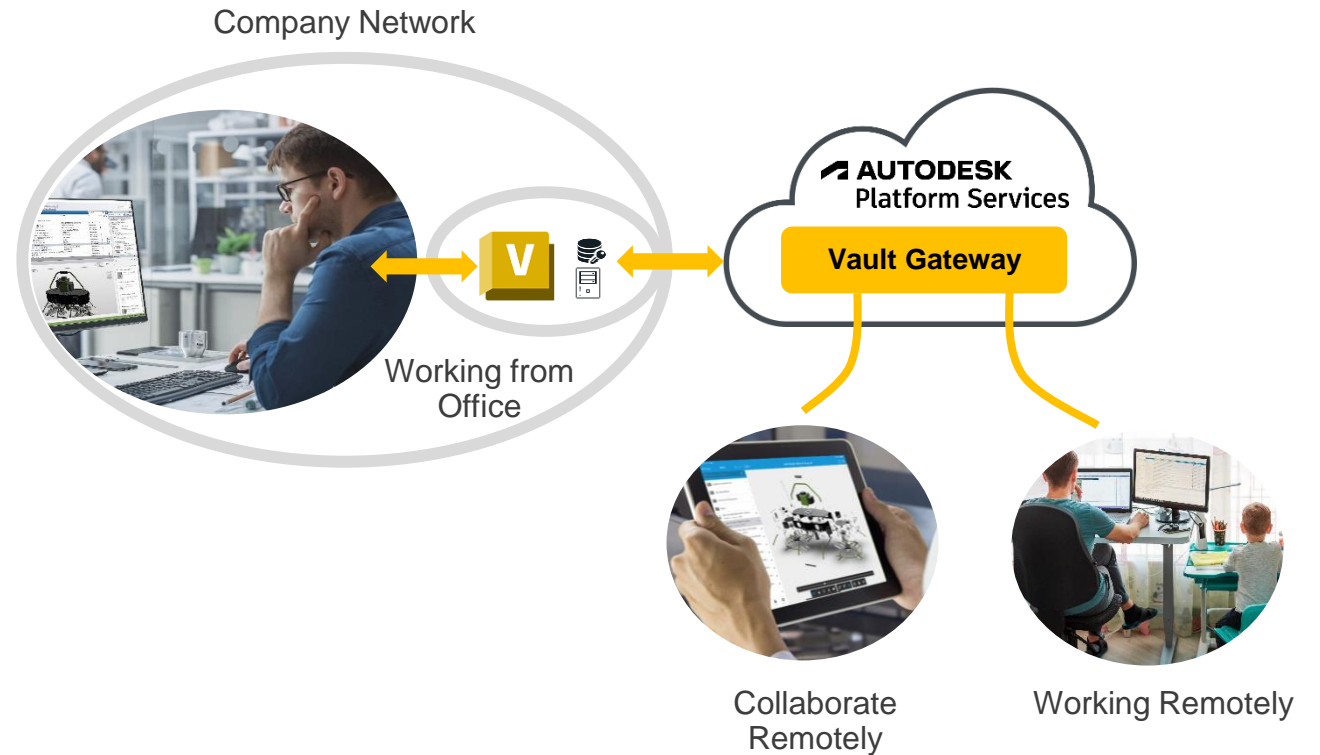 Company Network
AUTODESK
Platform Services
Vault Gateway
V
Working from
Office
Collaborate
Remotely
Working Remotely